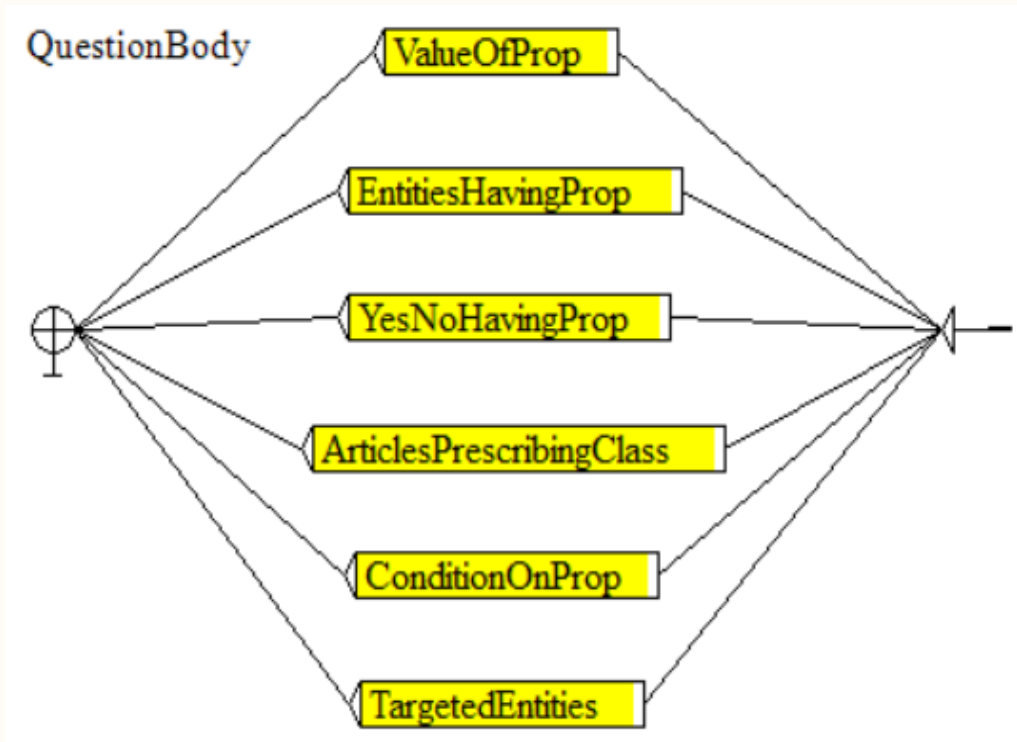 QuestionBody
ValueOfProp
EntitiesHavingProp
YesNoHavingProp
ArticlesPrescribingClass
ConditionOnProp
TargetedEntities